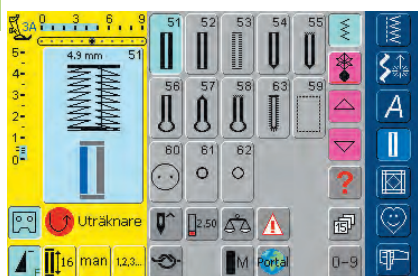 3A 0 3 6 9 51 52 53 54 55
5-
4.9 mm 51
4-
3-
2- 56 57 58 63 59
1-
0
60 61 62
?
A
Uträknare 2.50
16 man 1,2,3... M Portal 0-9